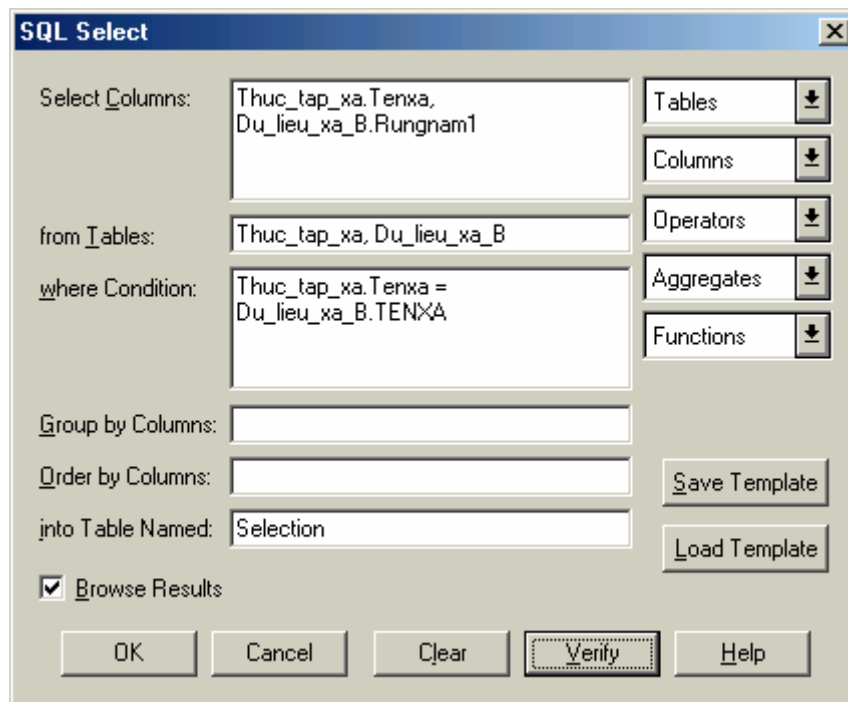 SQL Select
Select Columns:
Thuc_tap_xa.Tenxa,
Du_lieu_xa_B.Rungnam1
Tables
Columns
from Tables:
Thuc_tap_xa, Du_lieu_xa_B
Operators
where Condition:
Thuc_tap_xa.Tenxa =
Du_lieu_xa_B.TENXA
Aggregates
Functions
Group by Columns:
Order by Columns:
Save Template
into Table Named:
Selection
Load Template
Browse Results
OK
Cancel
Clear
Verify
Help